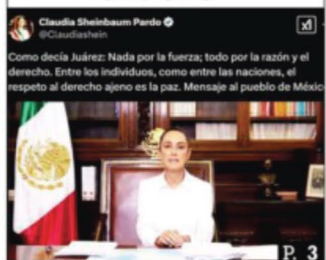 Claudia Sheinbaum Pardo
@Claudiashein
Como decía Juárez: Nada por la fuerza; todo por la razón y el
derecho. Entre los individuos, como entre las naciones, el
respeto al derecho ajeno es la paz. Mensaje al pueblo de México
P. 3